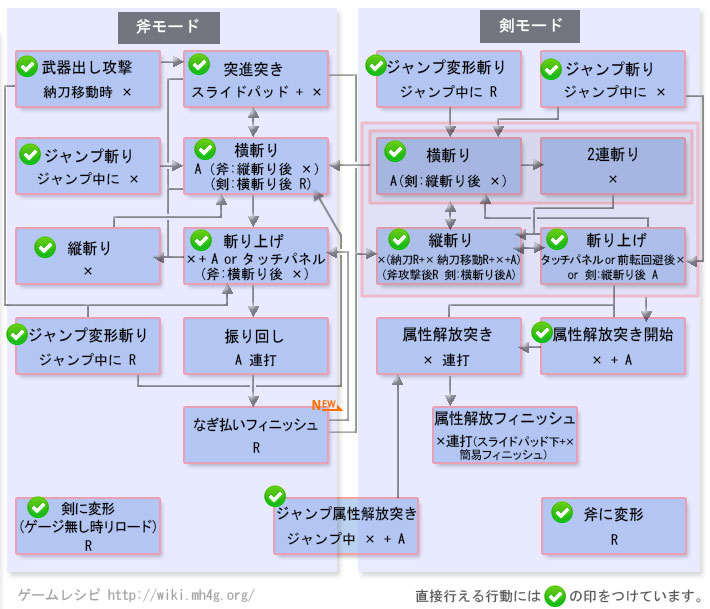 斧モード
武器出し攻撃
納刀移動時 ×
突進突き
スライドパッド + ×
ジャンプ斬り
ジャンプ中に ×
横斬り
A (斧:縦斬り後 ×)
(剣:横斬り後 R)
縦斬り
×
斬り上げ
×+A or タッチパネル
(斧:横斬り後 ×)
ジャンプ変形斬り
ジャンプ中に R
振り回し
A 連打
NEW
なぎ払いフィニッシュ
R
剣に変形
(ゲージ無し時リロード)
R
剣モード
ジャンプ変形斬り
ジャンプ中に R
ジャンプ斬り
ジャンプ中に ×
横斬り
A(剣:縦斬り後 ×)
2連斬り
×
縦斬り
×(納刀R+× 納刀移動R+×+A)
(斧攻撃後R 剣:横斬り後A)
斬り上げ
タッチパネル or 前転回避後×
or 剣:縦斬り後 A
属性解放突き
× 連打
属性解放突き開始
× + A
属性解放フィニッシュ
×連打(スライドパッド下+×
簡易フィニッシュ)
ジャンプ属性解放突き
ジャンプ中 × + A
斧に変形
R
ゲームレシピ http://wiki.mh4g.org/
直接行える行動には の印をつけています。